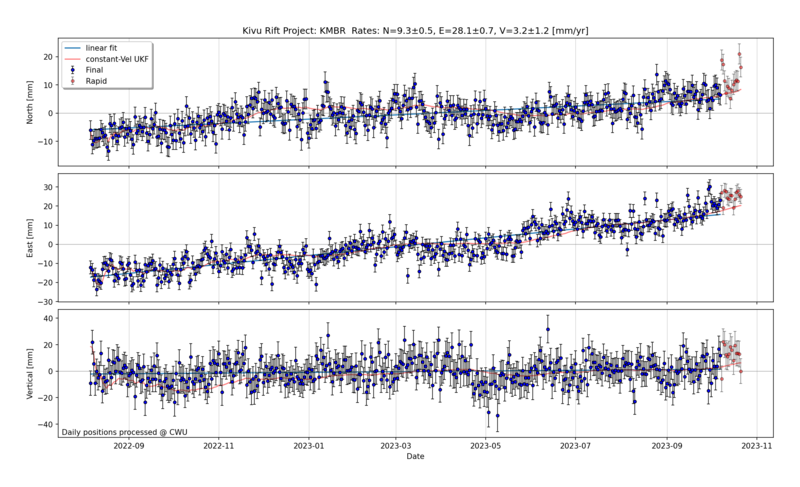 Kivu Rift Project: KMBR Rates: N=9.3±0.5, E=28.1±0.7, V=3.2±1.2 [mm/yr]
linear fit
constant-Vel UKF
Final
Rapid
North [mm]
20
10
0
−10
East [mm]
30
20
10
0
−10
−20
−30
Vertical [mm]
40
20
0
−20
−40
Daily positions processed @ CWU
2022-09 2022-11 2023-01 2023-03 2023-05 2023-07 2023-09 2023-11
Date